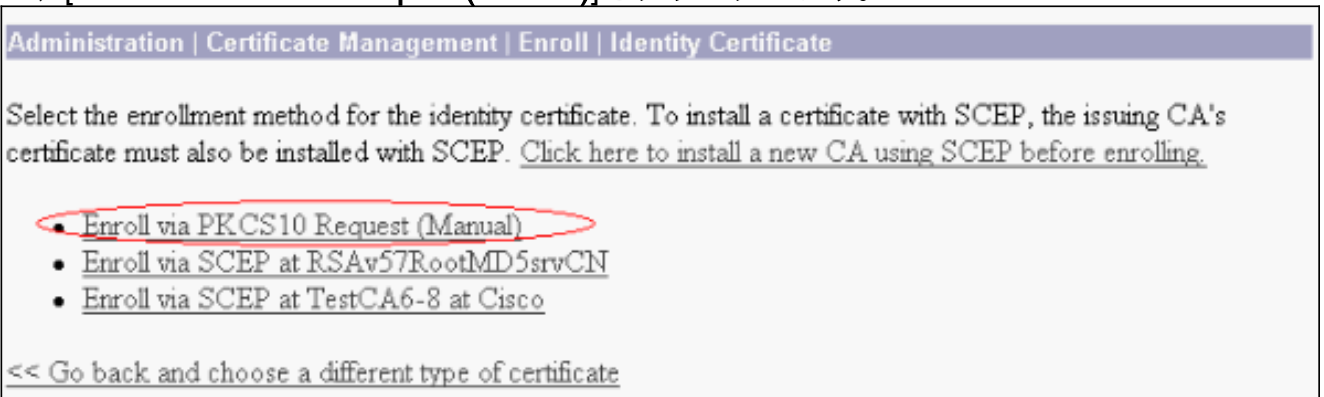 Administration | Certificate Management | Enroll | Identity Certificate
Select the enrollment method for the identity certificate. To install a certificate with SCEP, the issuing CA's
certificate must also be installed with SCEP. Click here to install a new CA using SCEP before enrolling.
• Enroll via PKCS10 Request (Manual)
• Enroll via SCEP at RSAv57RootMD5srvCN
• Enroll via SCEP at TestCA6-8 at Cisco
<< Go back and choose a different type of certificate